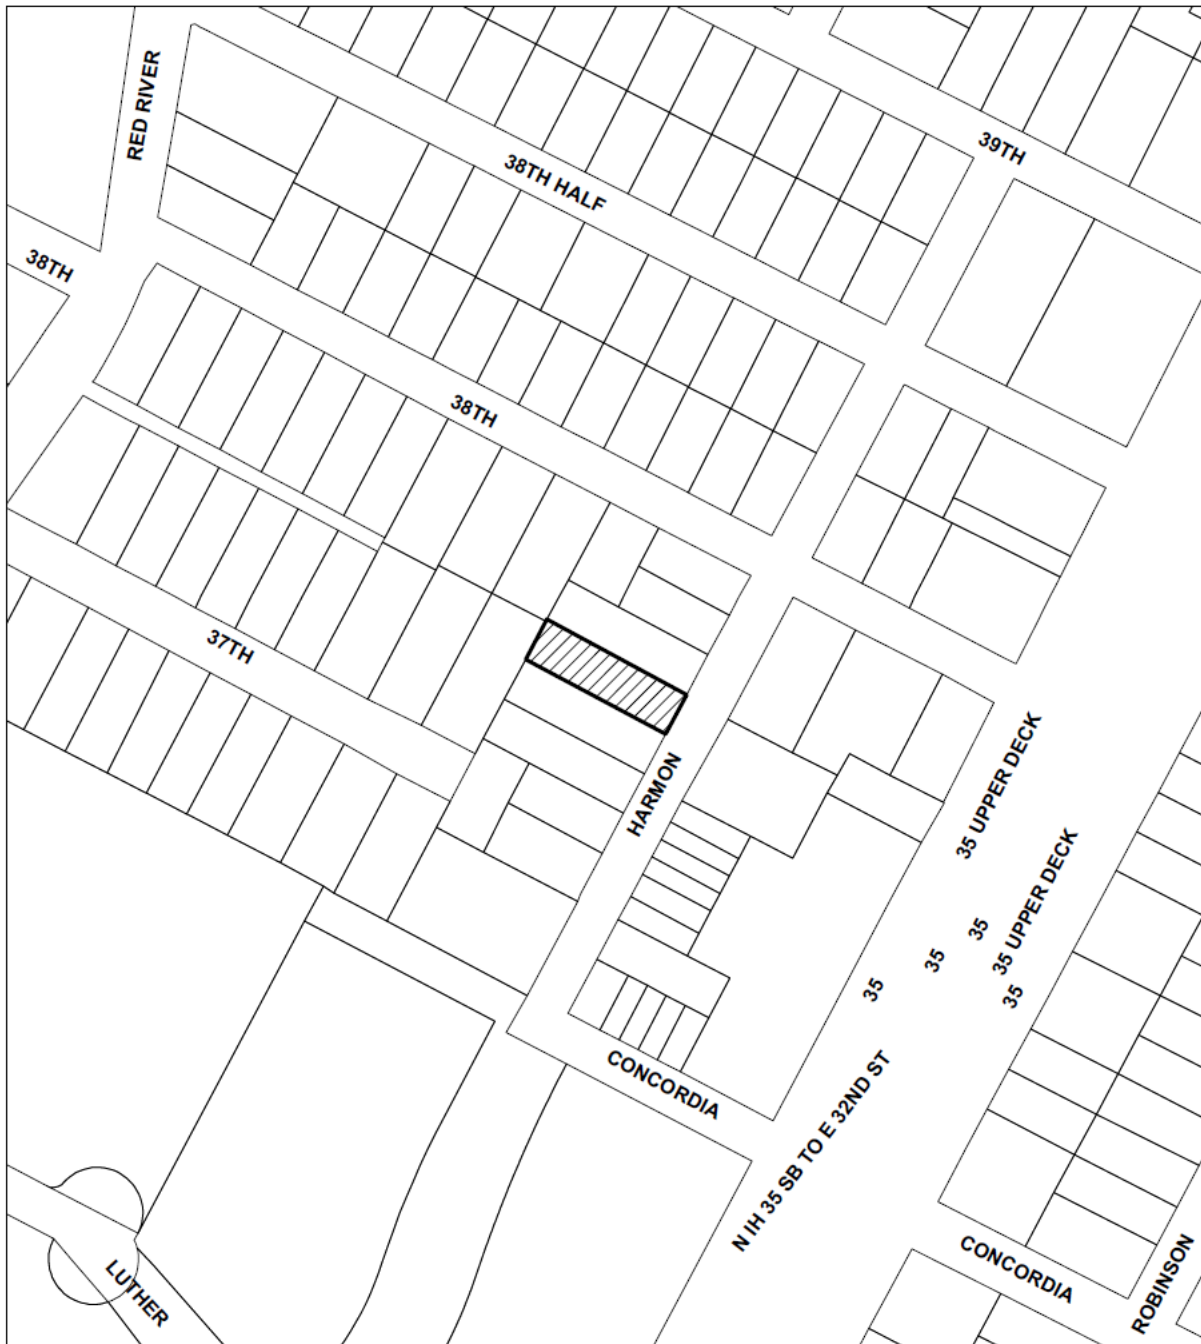 RED RIVER
39TH
38TH HALF
38TH
38TH
37TH
35 UPPER DECK
HARMON
35 UPPER DECK
35
35
35
35
CONCORDIA
N IH 35 SB TO E 32ND ST
CONCORDIA
ROBINSON
LUTHER